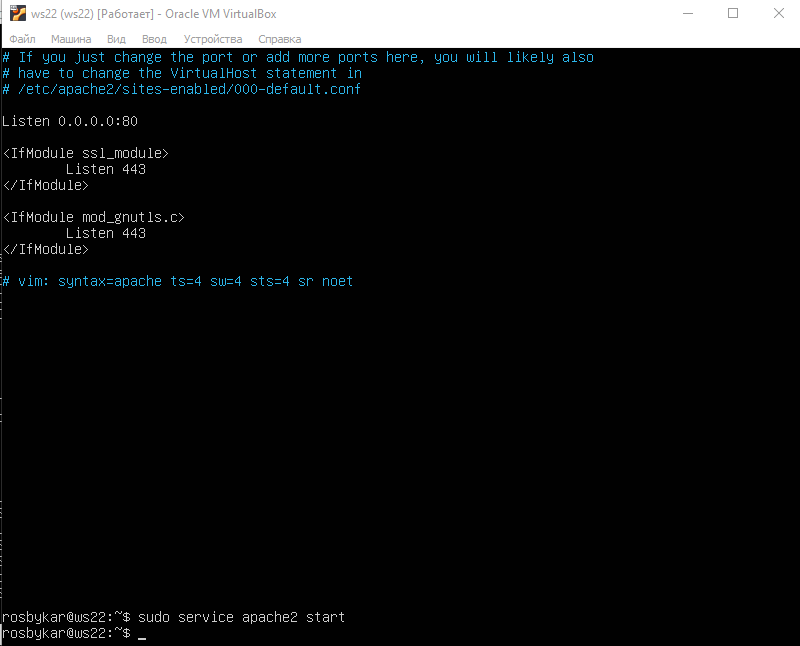 ws22 (ws22) [Работает] - Oracle VM VirtualBox
Файл Машина Вид Ввод Устройства Справка
# If you just change the port or add more ports here, you will likely also
# have to change the VirtualHost statement in
# /etc/apache2/sites-enabled/000-default.conf
Listen 0.0.0.0:80
<IfModule ssl_module>
Listen 443
</IfModule>
<IfModule mod_gnutls.c>
Listen 443
</IfModule>
# vim: syntax=apache ts=4 sw=4 sts=4 sr noet
rosbykar@ws22:~$ sudo service apache2 start
rosbykar@ws22:~$ _